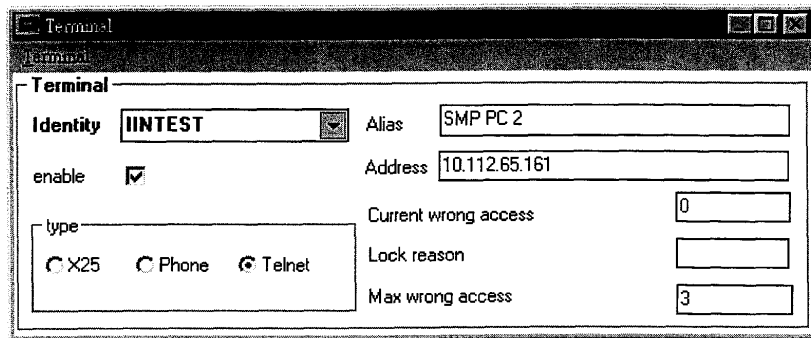 Terminal
Terminal
Terminal
Identity IINTEST
Alias SMP PC 2
enable
Address 10.112.65.161
type
X25 Phone Telnet
Current wrong access 0
Lock reason
Max wrong access 3